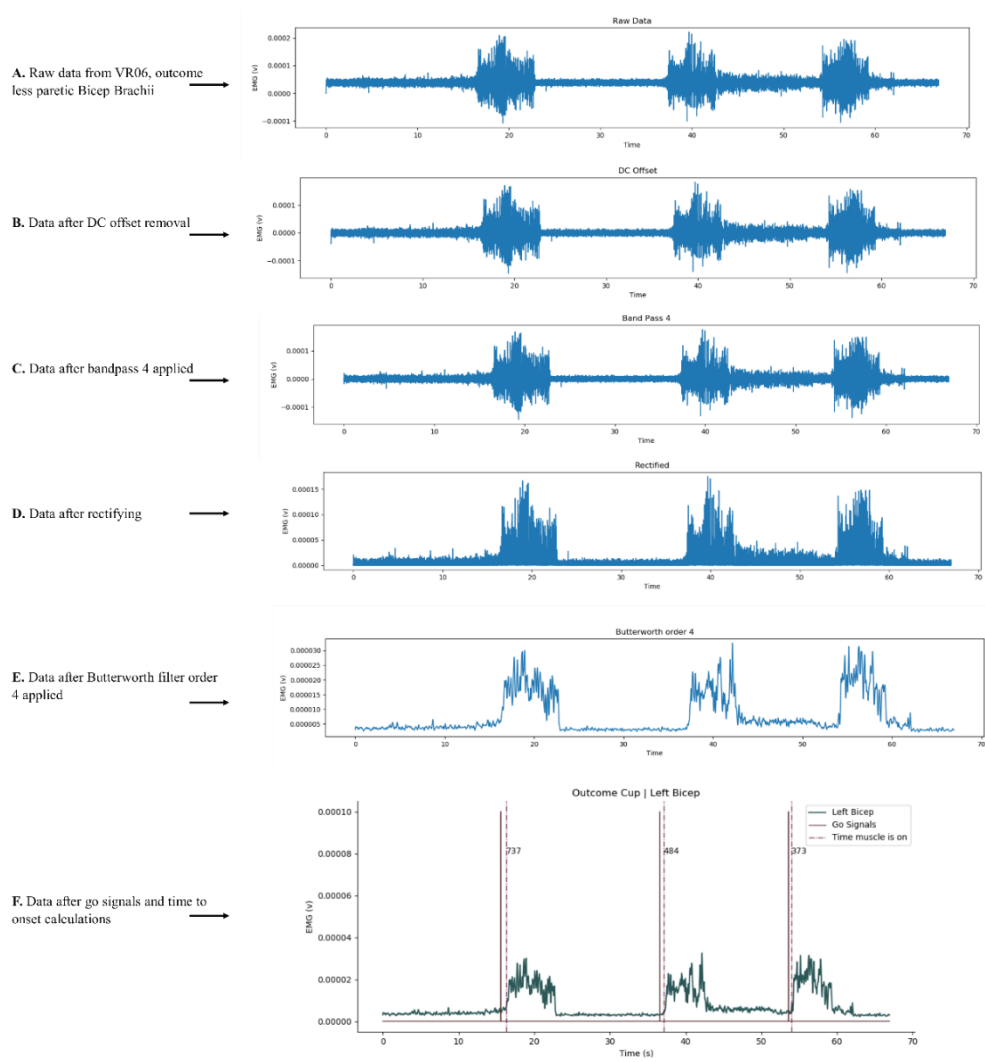 Raw Data
A. Raw data from VR06, outcome
less paretic Bicep Brachii
EMG (v)
0.0002
0.0001
0.0000
−0.0001
0 10 20 30 40 50 60 70
Time
DC Offset
B. Data after DC offset removal
EMG (v)
0.0001
0.0000
−0.0001
0 10 20 30 40 50 60 70
Time
Band Pass 4
C. Data after bandpass 4 applied
EMG (v)
0.0001
0.0000
−0.0001
0 10 20 30 40 50 60 70
Time
Rectified
D. Data after rectifying
EMG (v)
0.00015
0.00010
0.00005
0.00000
0 10 20 30 40 50 60 70
Time
Butterworth order 4
E. Data after Butterworth filter order
4 applied
EMG (v)
0.000030
0.000025
0.000020
0.000015
0.000010
0.000005
0 10 20 30 40 50 60 70
Time
Outcome Cup | Left Bicep
F. Data after go signals and time to
onset calculations
EMG (v)
0.00010
0.00008
0.00006
0.00004
0.00002
0.00000
737 484 373
Left Bicep
Go Signals
Time muscle is on
0 10 20 30 40 50 60 70
Time (s)